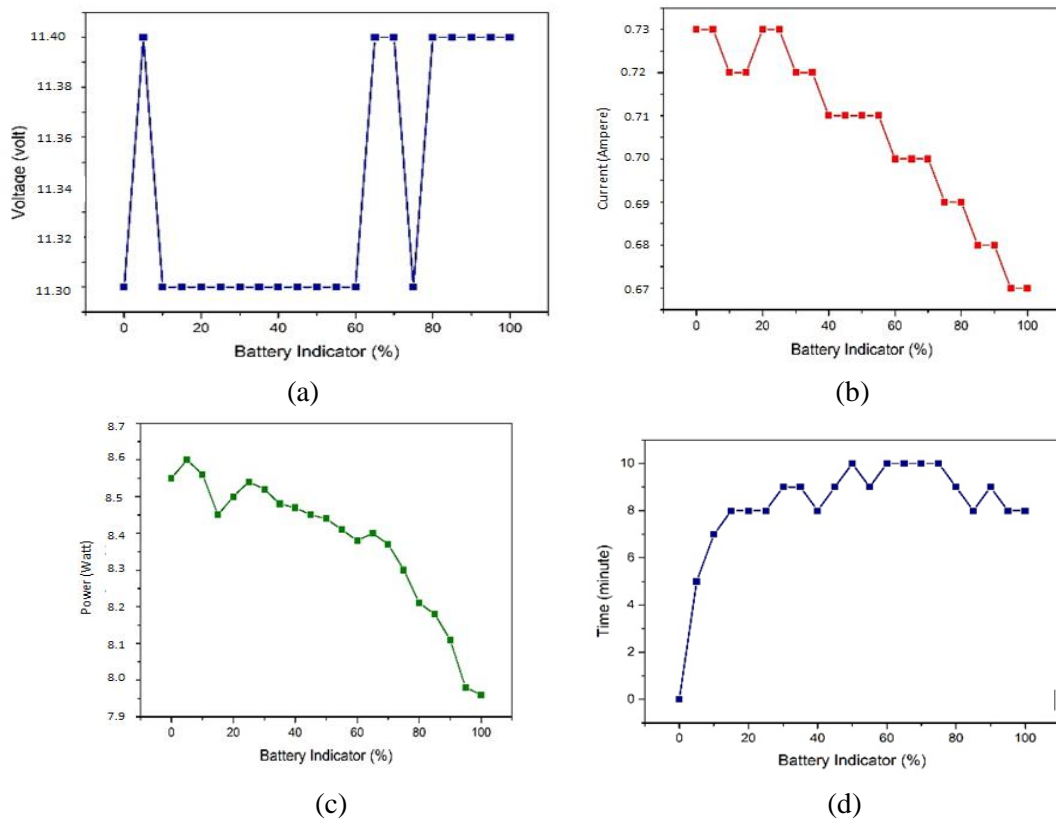 11.40
11.38
11.36
11.34
11.32
11.30
Voltage (volt)
0 20 40 60 80 100
Battery Indicator (%)
(a)
0.73
0.72
0.71
0.70
0.69
0.68
0.67
Current (Ampere)
0 20 40 60 80 100
Battery Indicator (%)
(b)
8.7
8.6
8.5
8.4
8.3
8.2
8.1
8.0
7.9
Power (Watt)
0 20 40 60 80 100
Battery Indicator (%)
(c)
10
8
6
4
2
0
Time (minute)
0 20 40 60 80 100
Battery Indicator (%)
(d)